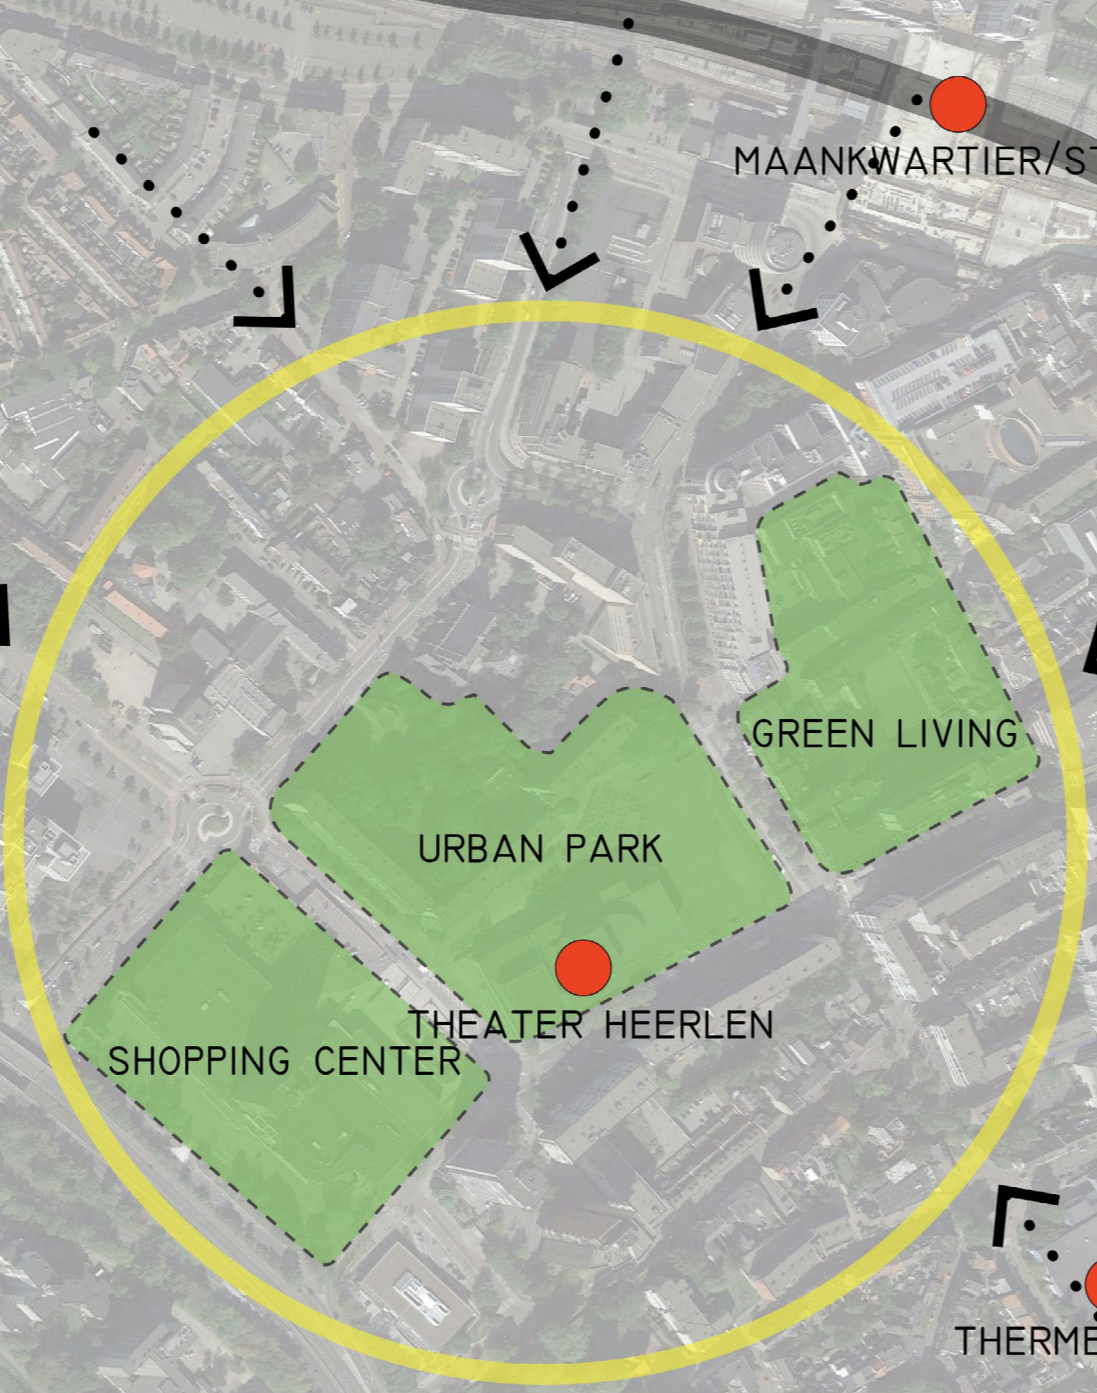 MAANKWARTIER/ST
GREEN LIVING
URBAN PARK
THEATER HEERLEN
SHOPPING CENTER
THERME